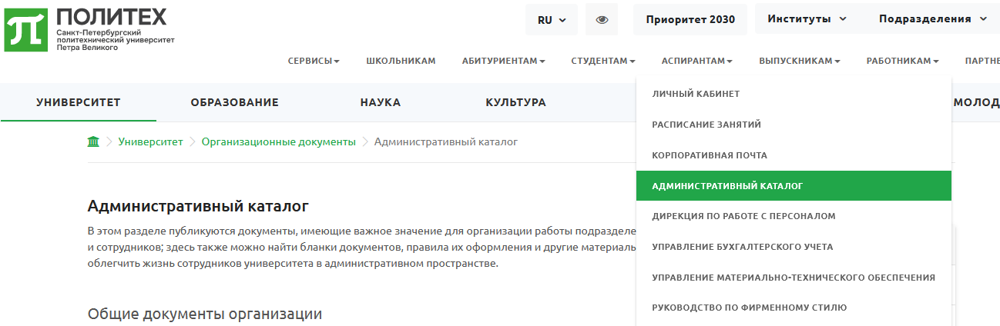 ПОЛИТЕХ
Санкт-Петербургский
политехнический университет
Петра Великого
RU
Приоритет 2030
Институты
Подразделения
СЕРВИСЫ
ШКОЛЬНИКАМ
АБИТУРИЕНТАМ
СТУДЕНТАМ
АСПИРАНТАМ
ВЫПУСКНИКАМ
РАБОТНИКАМ
ПАРТНЕ
УНИВЕРСИТЕТ
ОБРАЗОВАНИЕ
НАУКА
КУЛЬТУРА
МОЛОД
ЛИЧНЫЙ КАБИНЕТ
РАСПИСАНИЕ ЗАНЯТИЙ
КОРПОРАТИВНАЯ ПОЧТА
АДМИНИСТРАТИВНЫЙ КАТАЛОГ
ДИРЕКЦИЯ ПО РАБОТЕ С ПЕРСОНАЛОМ
УПРАВЛЕНИЕ БУХГАЛТЕРСКОГО УЧЕТА
УПРАВЛЕНИЕ МАТЕРИАЛЬНО-ТЕХНИЧЕСКОГО ОБЕСПЕЧЕНИЯ
РУКОВОДСТВО ПО ФИРМЕННОМУ СТИЛЮ
Университет
Организационные документы
Административный каталог
Административный каталог
В этом разделе публикуются документы, имеющие важное значение для организации работы подразделе
и сотрудников; здесь также можно найти бланки документов, правила их оформления и другие материаль
облегчить жизнь сотрудников университета в административном пространстве.
Общие документы организации